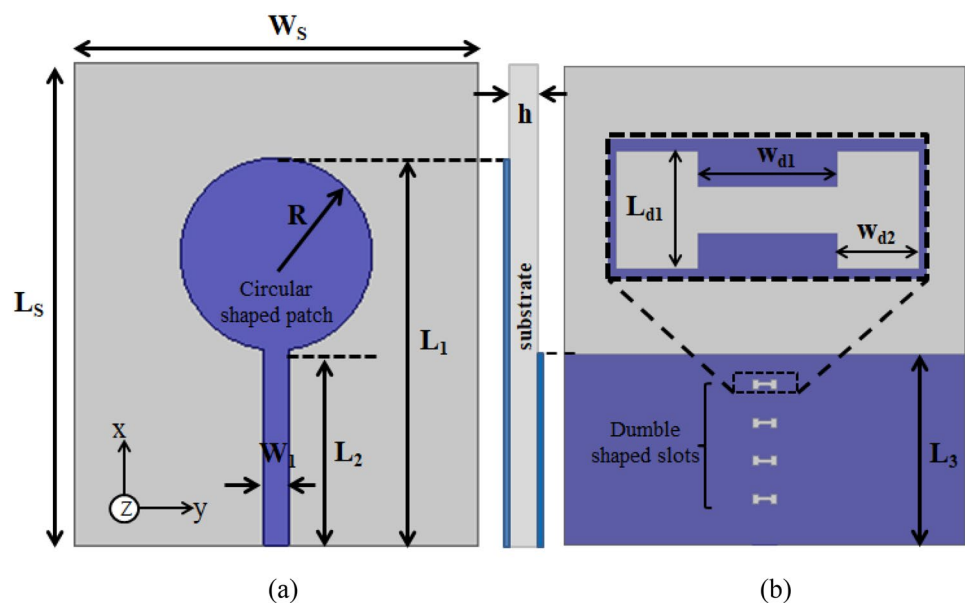 W_S
h
w_d1
L_d1
w_d2
R
Circular
shaped patch
L_S
L_1
substrate
W_1
L_2
Dumble
shaped slots
L_3
x
Z
y
(a)
(b)